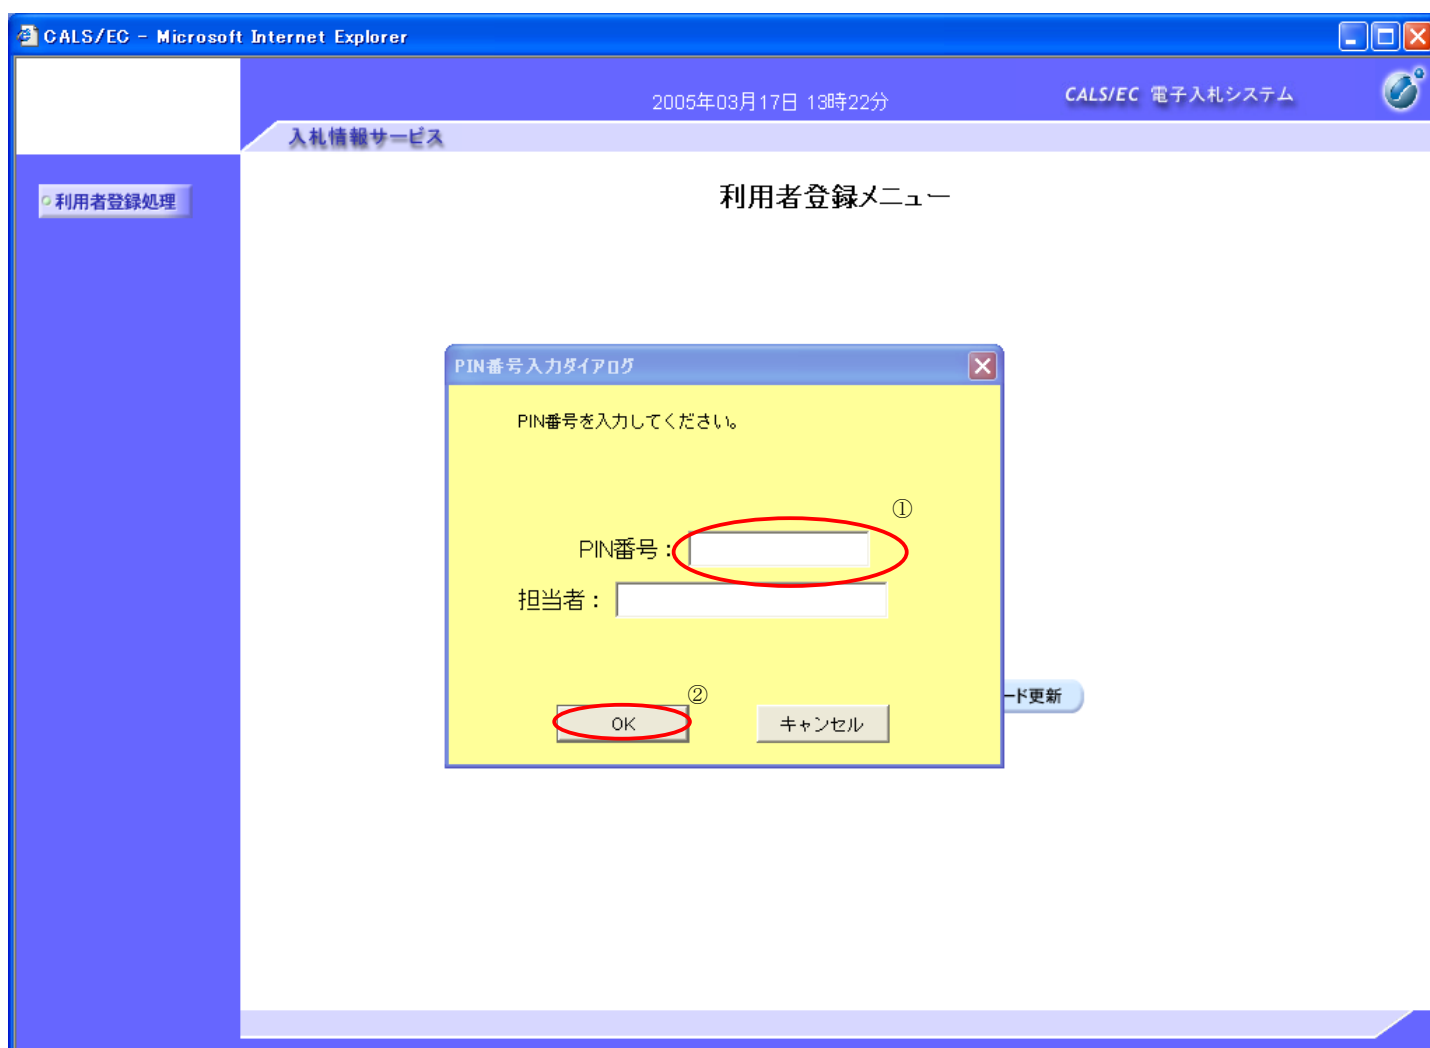 CALS/EC - Microsoft Internet Explorer
2005年03月17日 13時22分
CALS/EC 電子入札システム
入札情報サービス
利用者登録処理
利用者登録メニュー
PIN番号入力ダイアログ
PIN番号を入力してください。
①
PIN番号：
担当者：
②
OK
キャンセル
ード更新